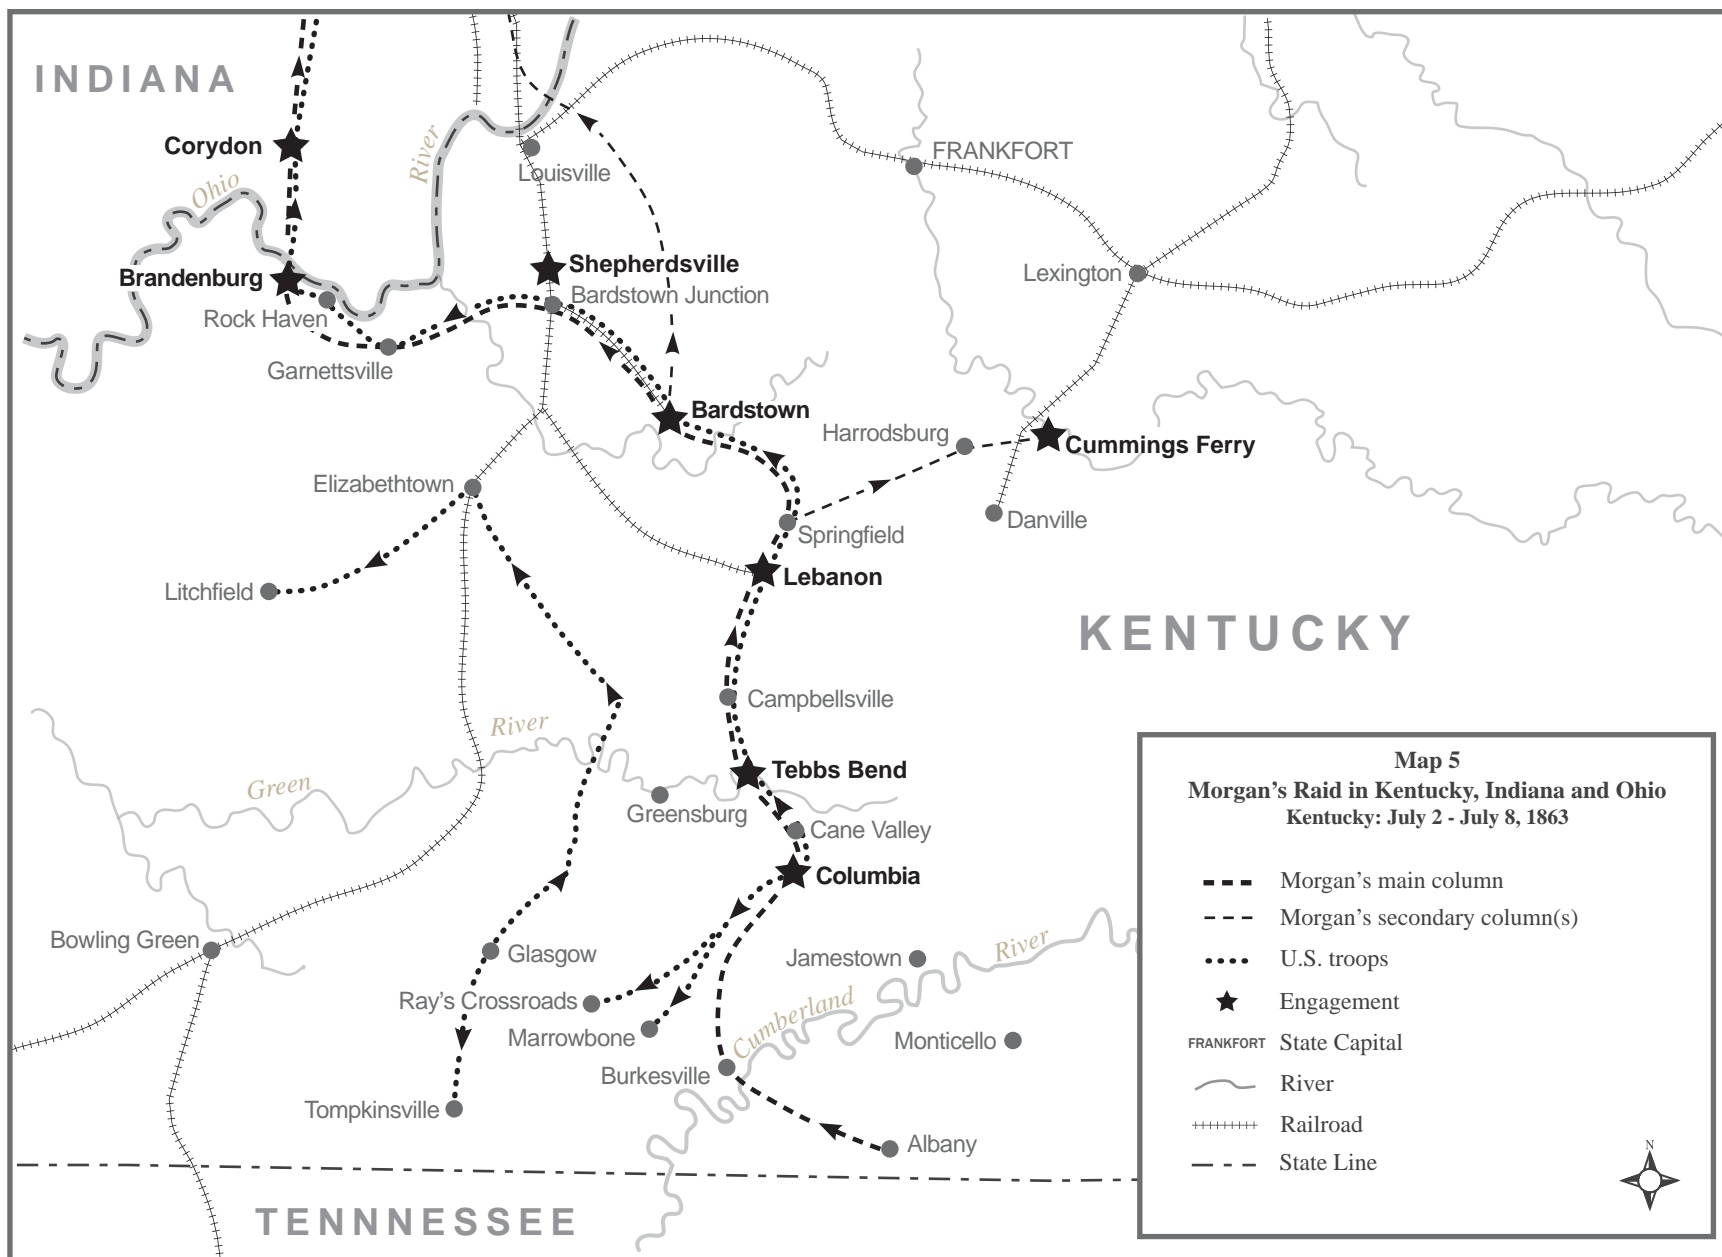 INDIANA
Corydon
Ohio
River
Louisville
FRANKFORT
Brandenburg
Rock Haven
Garnettsville
Shepherdsville
Bardstown Junction
Lexington
Bardstown
Harrodsburg
Cummings Ferry
Elizabethtown
Springfield
Danville
Litchfield
Lebanon
KENTUCKY
Campbellsville
Green
River
Tebbs Bend
Greensburg
Cane Valley
Columbia
Bowling Green
Glasgow
Jamestown
River
Ray's Crossroads
Marrowbone
Cumberland
Monticello
Burkesville
Tompkinsville
Albany
TENNNESSEE
Map 5
Morgan's Raid in Kentucky, Indiana and Ohio
Kentucky: July 2 - July 8, 1863
Morgan's main column
Morgan's secondary column(s)
U.S. troops
Engagement
FRANKFORT State Capital
River
Railroad
State Line
N